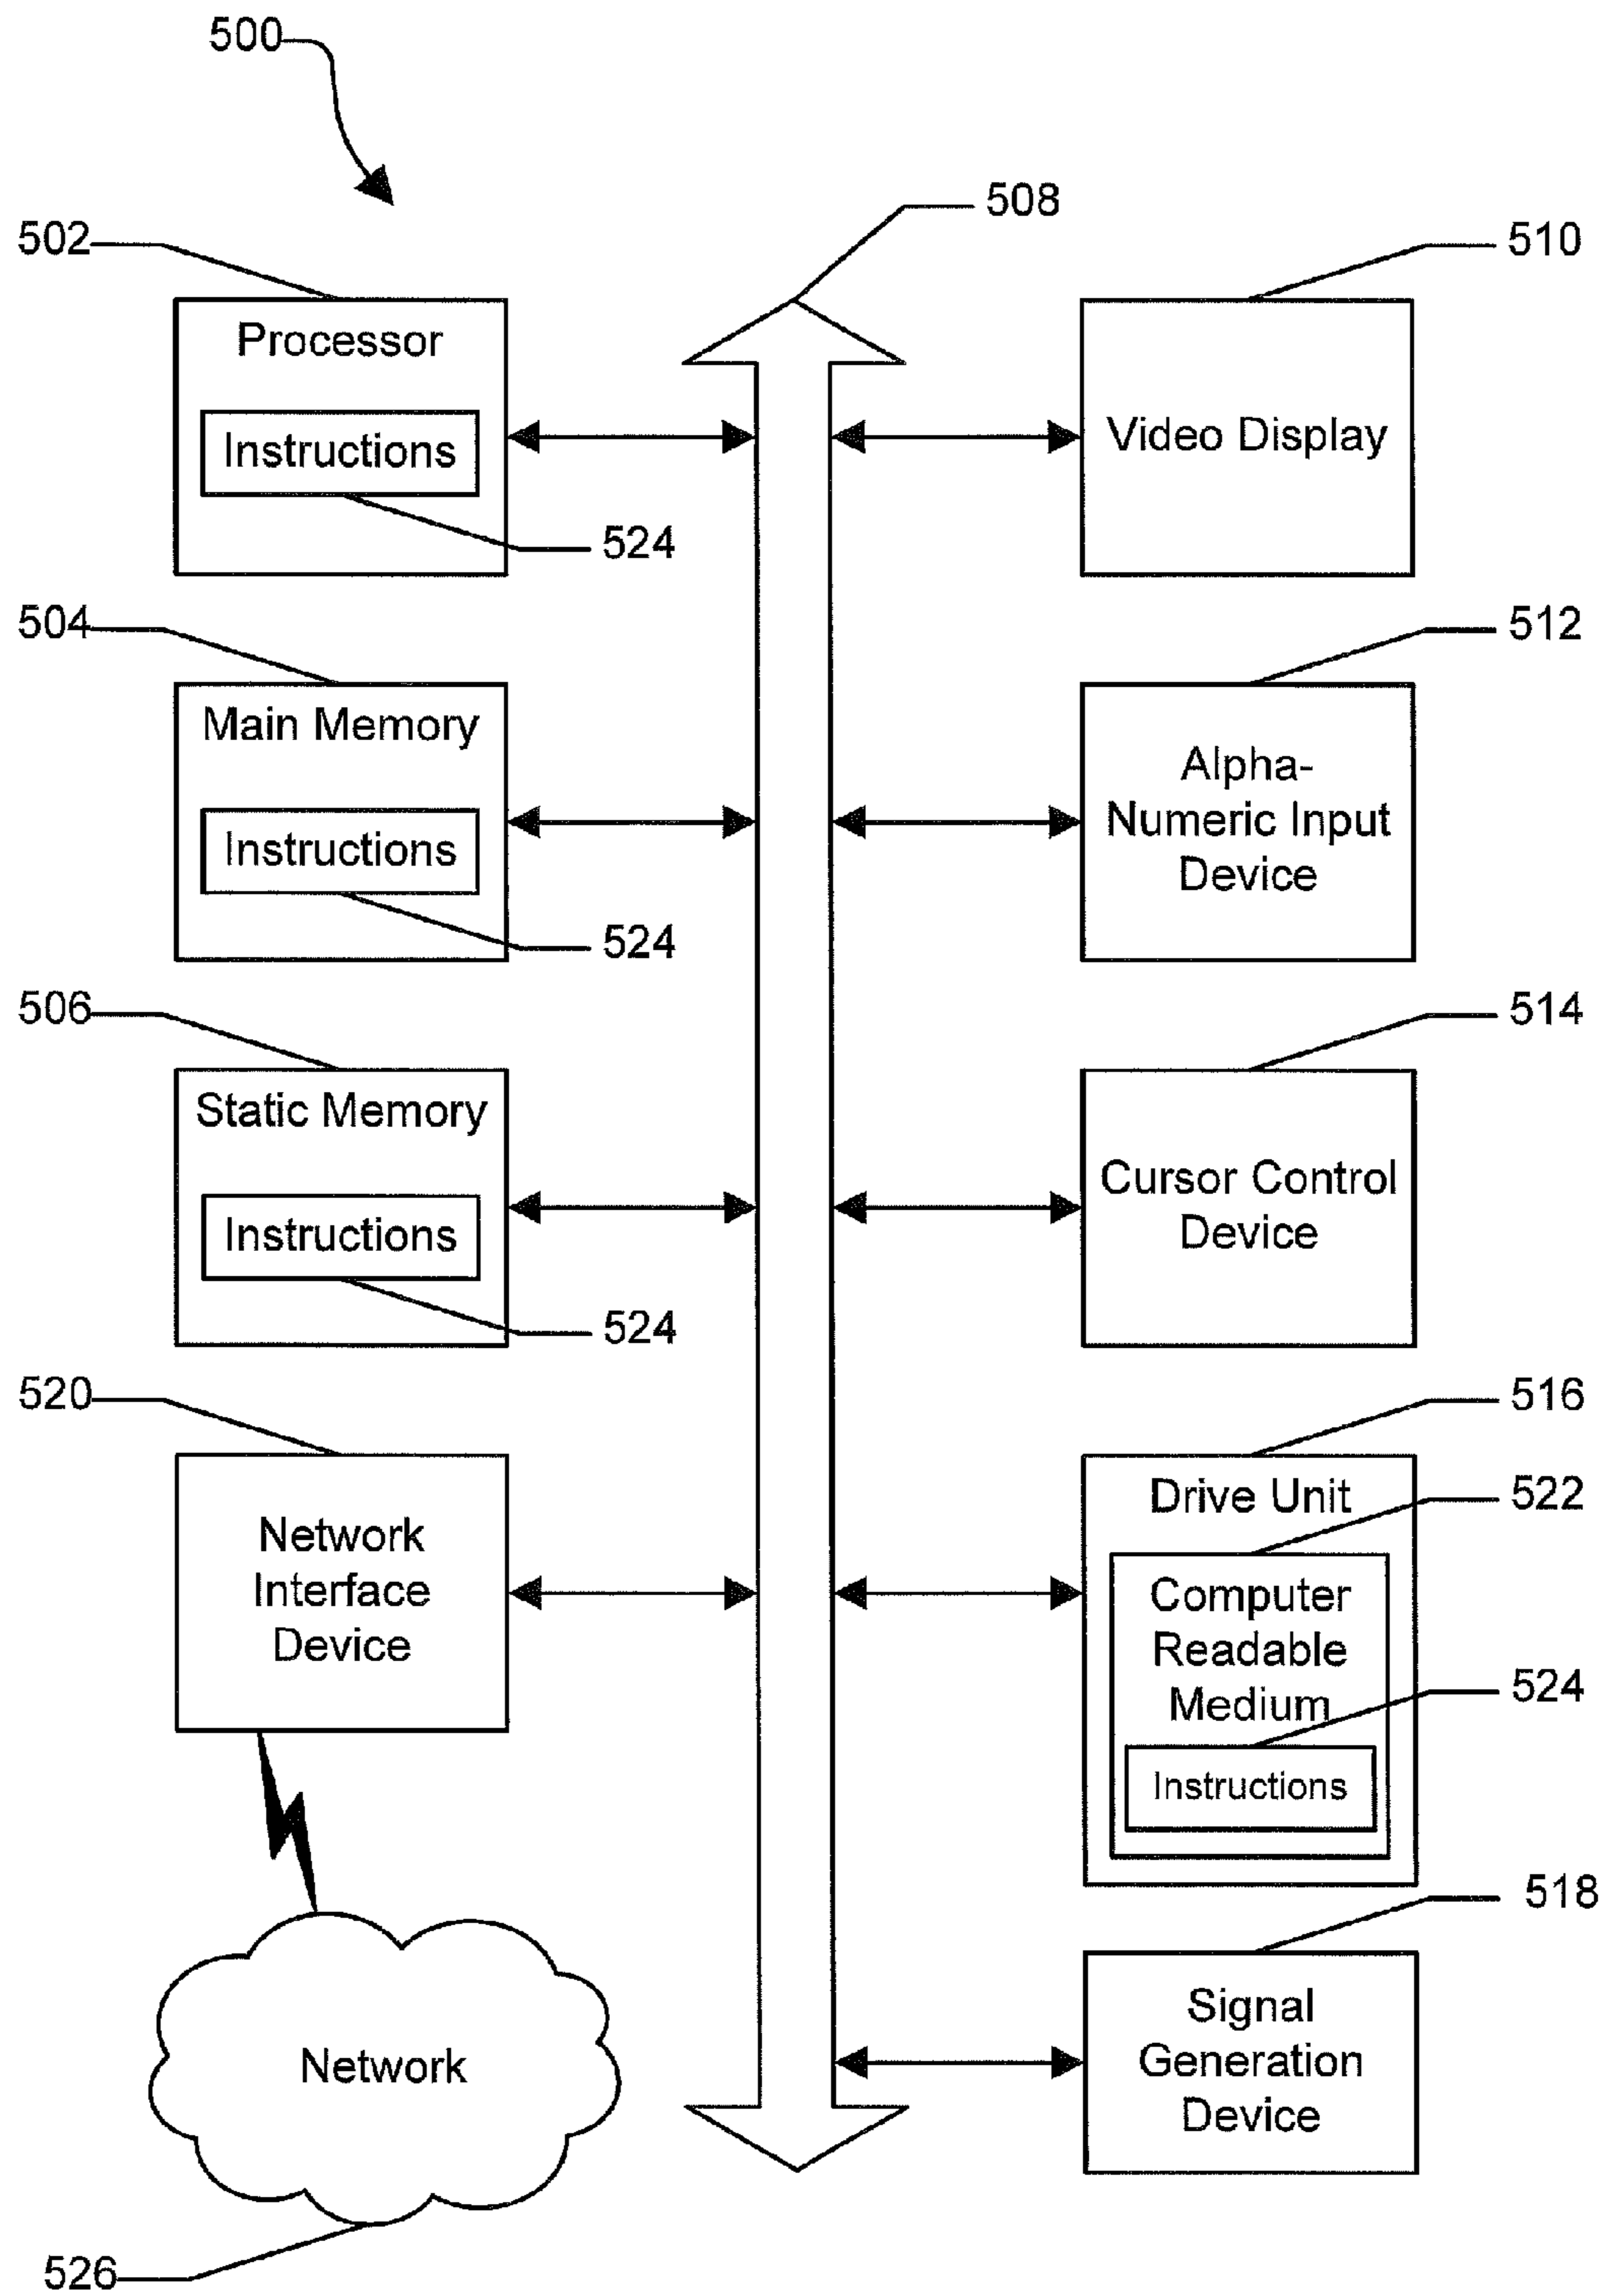 500
508
502
510
Processor
Instructions
524
Video Display
504
512
Main Memory
Instructions
524
Alpha-
Numeric Input
Device
506
514
Static Memory
Instructions
524
Cursor Control
Device
520
516
Network
Interface
Device
Drive Unit
522
Computer
Readable
Medium
524
Instructions
518
Signal
Generation
Device
Network
526